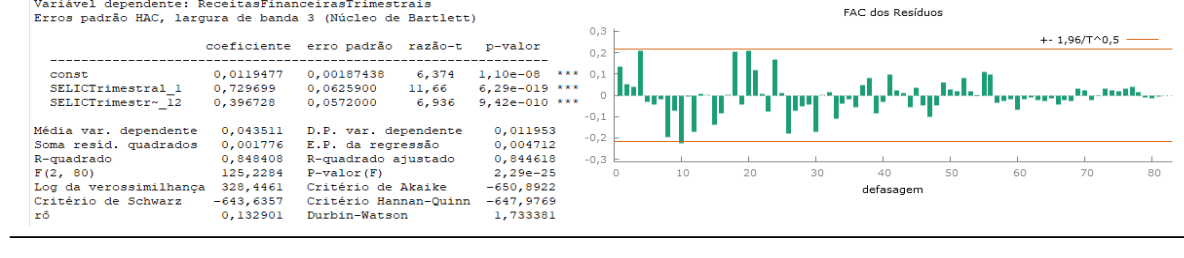 Variável dependente: ReceitasFinanceirasTrimestrais
Erros padrão HAC, largura de banda 3 (Núcleo de Bartlett)
coeficiente erro padrão razão-t p-valor
const 0,0119477 0,00187438 6,374 1,10e-08 ***
SELICTrimestral_1 0,729699 0,0625900 11,66 6,29e-019 ***
SELICTrimestr~_12 0,396728 0,0572000 6,936 9,42e-010 ***
Média var. dependente 0,043511 D.P. var. dependente 0,011953
Soma resíd. quadrados 0,001776 E.P. da regressão 0,004712
R-quadrado 0,848408 R-quadrado ajustado 0,844618
F(2, 80) 125,2284 P-valor(F) 2,29e-25
Log da verossimilhança 328,4461 Critério de Akaike -650,8922
Critério de Schwarz -643,6357 Critério Hannan-Quinn -647,9769
rô 0,132901 Durbin-Watson 1,733381
FAC dos Resíduos
+- 1,96/T^0,5
0,3
0,2
0,1
0
-0,1
-0,2
-0,3
0 10 20 30 40 50 60 70 80
defasagem